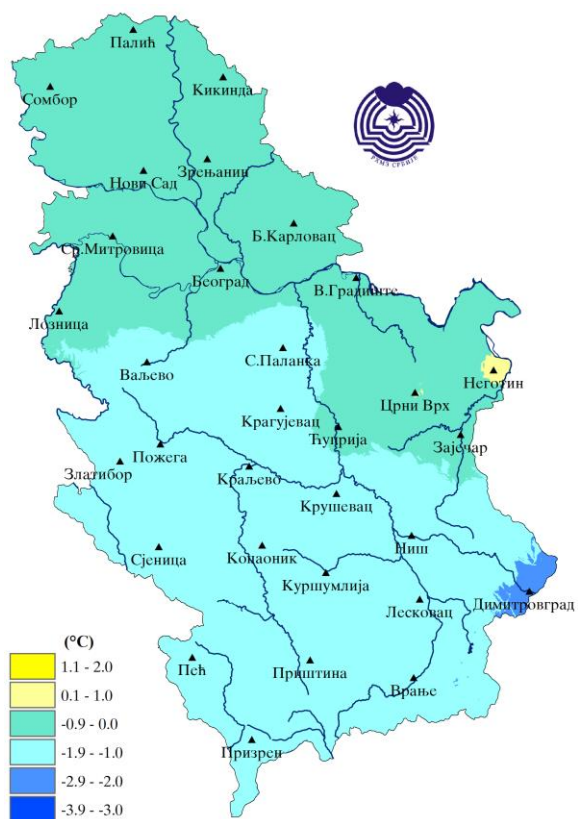 Палић
Кикинда
Сомбор
Зрењанин
Нови Сад
РХМЗ СРБИЈЕ
Б.Карловац
Ср.Митровица
Београд
В.Градиште
Лозница
С.Паланка
Ваљево
Неготин
Црни Врх
Крагујевац
Ћуприја
Зајечар
Пожега
Златибор
Краљево
Крушевац
Ниш
Сјеница
Копаоник
Куршумлија
Димитровград
Лесковац
(°C)
1.1 - 2.0
0.1 - 1.0
-0.9 - 0.0
-1.9 - -1.0
-2.9 - -2.0
-3.9 - -3.0
Пећ
Приштина
Врање
Призрен